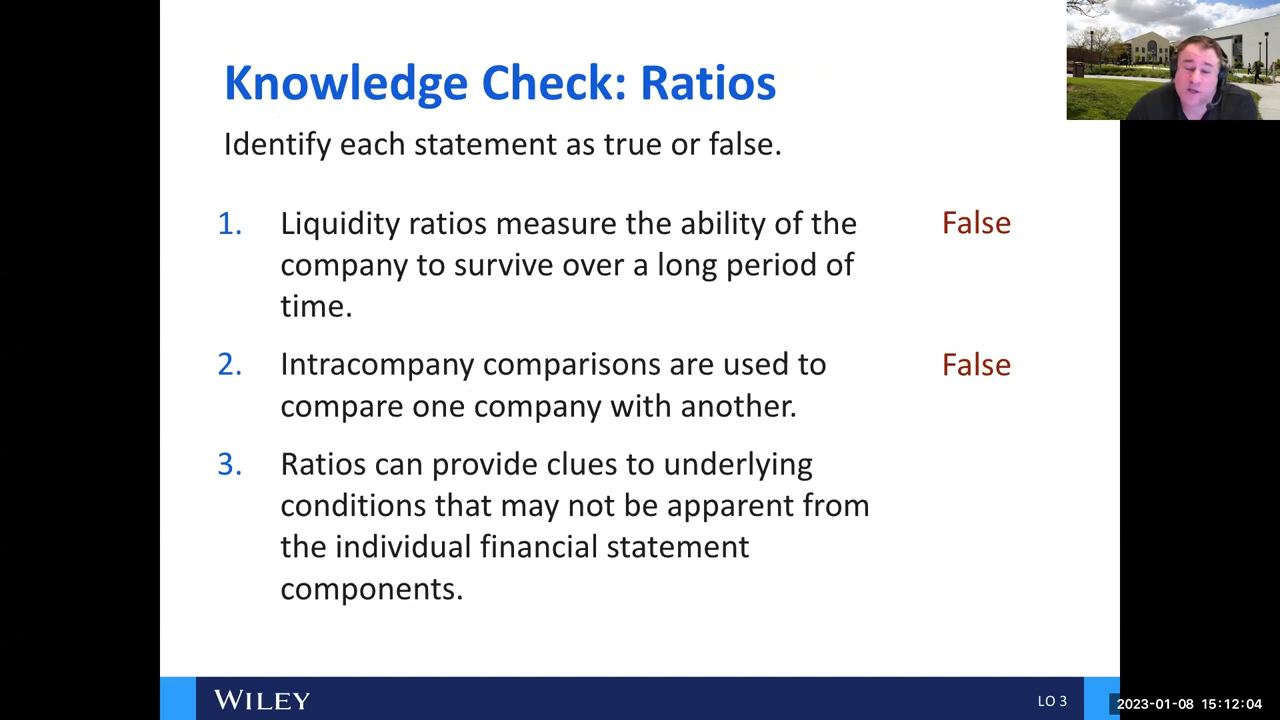 Knowledge Check: Ratios
Identify each statement as true or false.
1. Liquidity ratios measure the ability of the
company to survive over a long period of
time.
False
2. Intracompany comparisons are used to
compare one company with another.
False
3. Ratios can provide clues to underlying
conditions that may not be apparent from
the individual financial statement
components.
WILEY
LO 3
2023-01-08 15:12:04